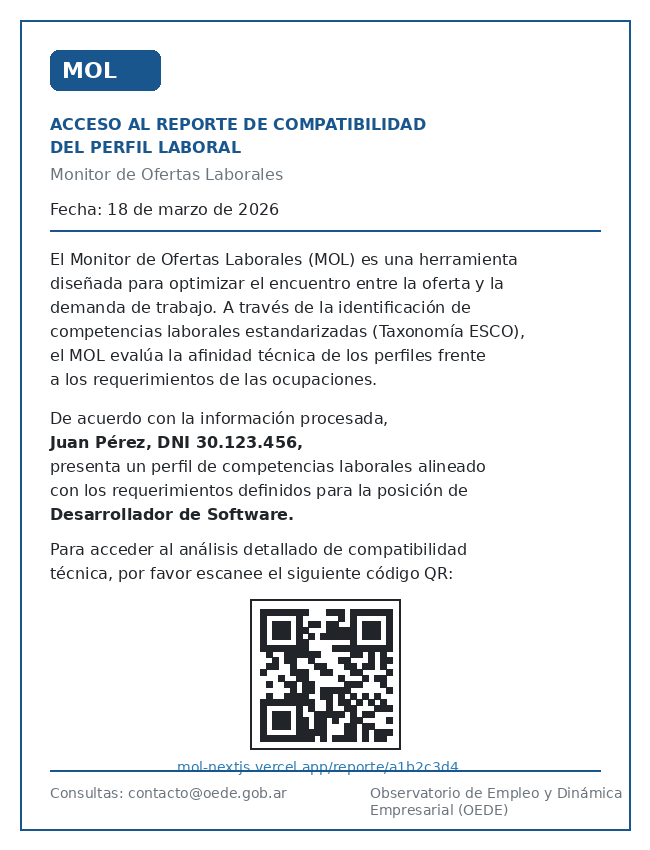 MOL
ACCESO AL REPORTE DE COMPATIBILIDAD
DEL PERFIL LABORAL
Monitor de Ofertas Laborales
Fecha: 18 de marzo de 2026
El Monitor de Ofertas Laborales (MOL) es una herramienta
diseñada para optimizar el encuentro entre la oferta y la
demanda de trabajo. A través de la identificación de
competencias laborales estandarizadas (Taxonomía ESCO),
el MOL evalúa la afinidad técnica de los perfiles frente
a los requerimientos de las ocupaciones.
De acuerdo con la información procesada,
Juan Pérez, DNI 30.123.456,
presenta un perfil de competencias laborales alineado
con los requerimientos definidos para la posición de
Desarrollador de Software.
Para acceder al análisis detallado de compatibilidad
técnica, por favor escanee el siguiente código QR:
mol-nextjs.vercel.app/reporte/a1b2c3d4
Consultas: contacto@oede.gob.ar
Observatorio de Empleo y Dinámica
Empresarial (OEDE)